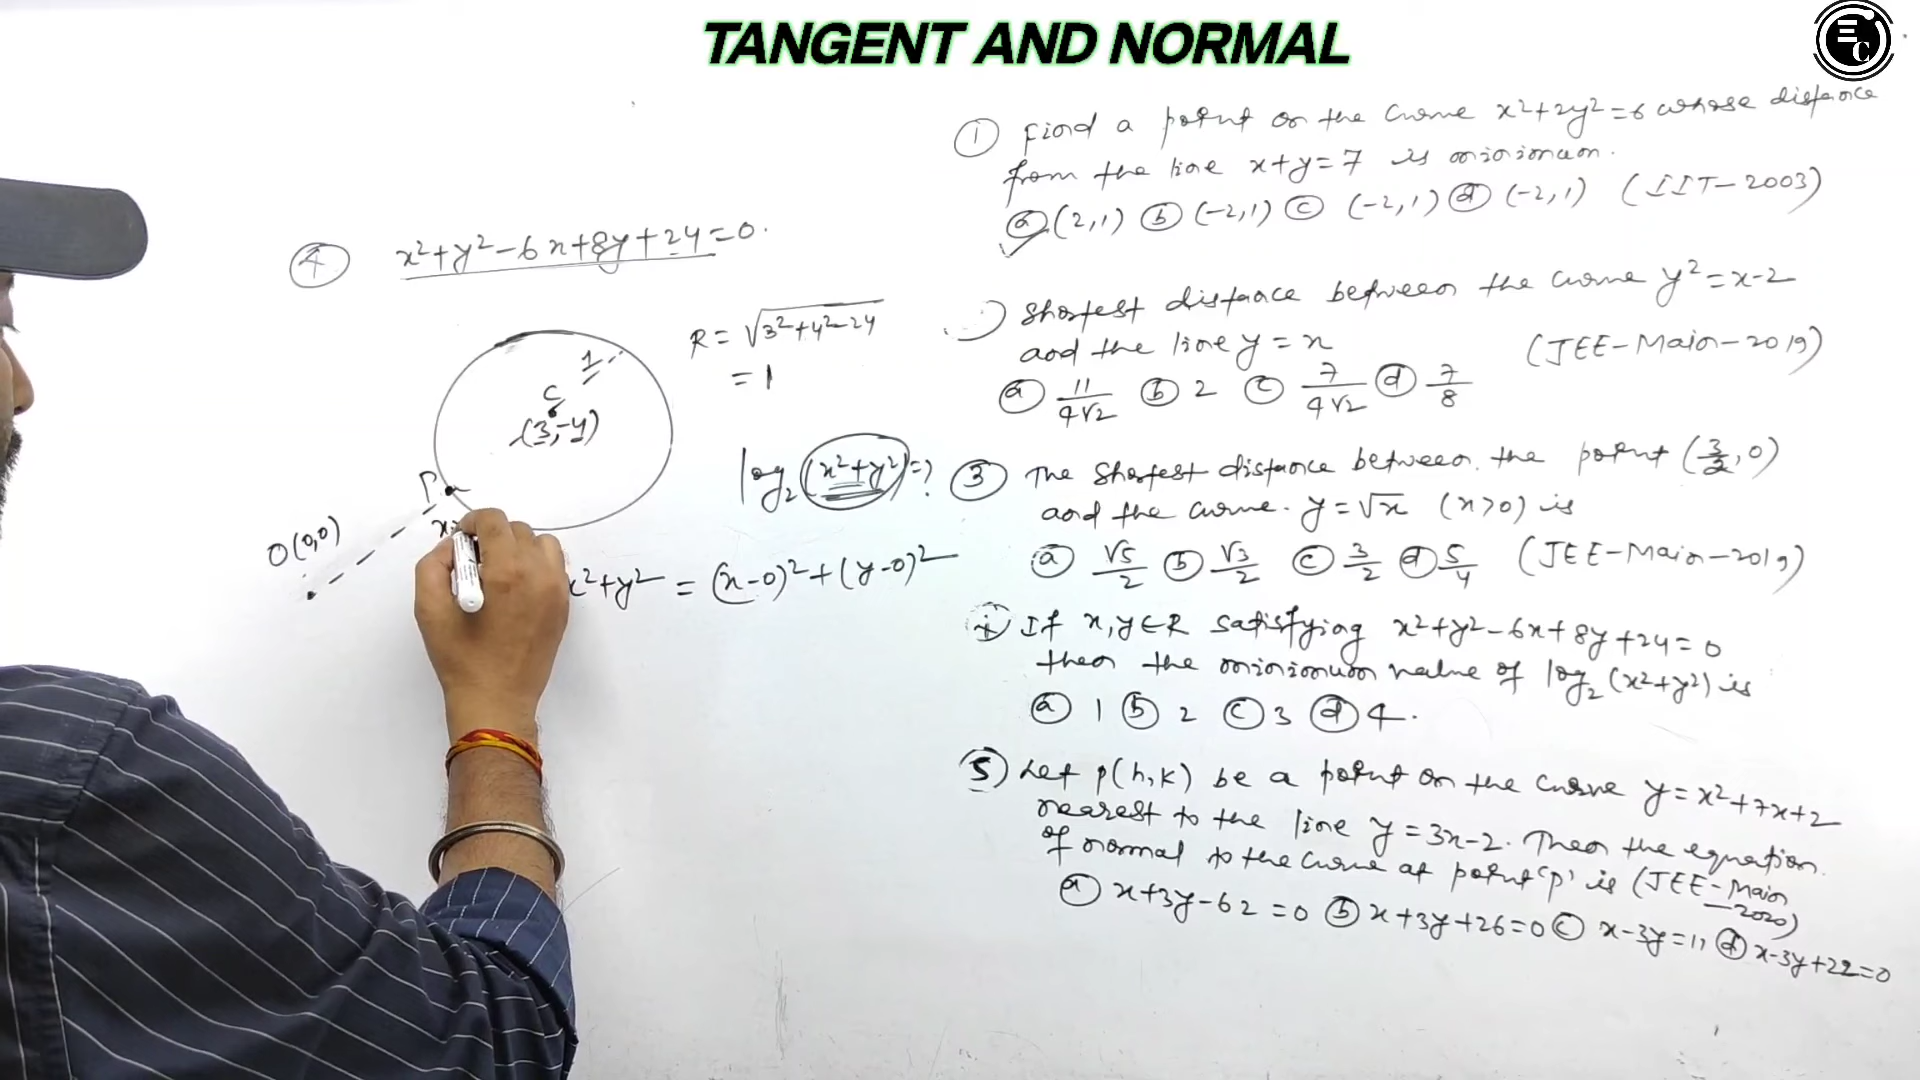 TANGENT AND NORMAL
EC
① Find a point on the curve x²+2y²=6 whose distance
from the line x+y=7 is minimum.
ⓐ (2,1) ⓑ (-2,1) ⓒ (-2,1) ⓓ (-2,1) (IIT-2003)
) Shortest distance between the curve y²=x-2
and the line y=x (JEE-Main-2019)
ⓐ 11/4√2 ⓑ 2 ⓒ 7/4√2 ⓓ 7/8
③ The Shortest distance between the point (3/2, 0)
and the curve. y=√x (x>0) is
ⓐ √5/2 ⓑ √3/2 ⓒ 3/2 ⓓ 5/4 (JEE-Main-2019)
④ If x,y∈R satisfying x²+y²-6x+8y+24=0
then the minimum value of log₂(x²+y²) is
ⓐ 1 ⓑ 2 ⓒ 3 ⓓ 4.
⑤ Let p(h,k) be a point on the curve y=x²+7x+2
nearest to the line y=3x-2. Then the equation
of normal to the curve at point 'p' is (JEE-Main
-2020)
ⓐ x+3y-62=0 ⓑ x+3y+26=0 ⓒ x-3y=11 ⓓ x-3y+22=0
④ x²+y²-6x+8y+24=0.
R = √3²+4²-24
= 1
1
C
(3,-4)
P
O(0,0)
log₂(x²+y²)=?
x²+y² = (x-0)²+(y-0)²